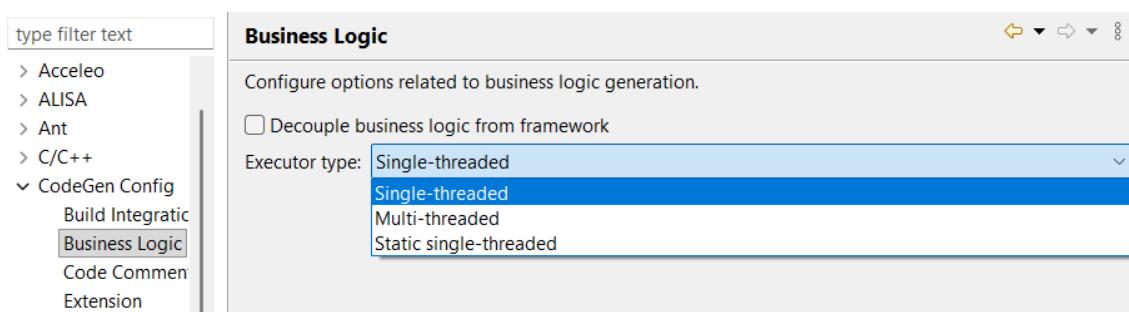 type filter text
Acceleo
ALISA
Ant
C/C++
CodeGen Config
Build Integratic
Business Logic
Code Commen
Extension
Business Logic
Configure options related to business logic generation.
Decouple business logic from framework
Executor type: Single-threaded
Single-threaded
Multi-threaded
Static single-threaded